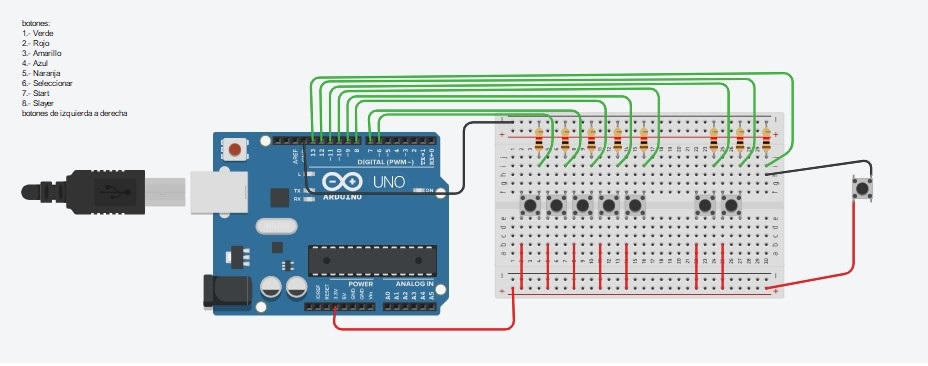 botones:
1.- Verde
2.- Rojo
3.- Amarillo
4.- Azul
5.- Naranja
6.- Seleccionar
7.- Start
8.- Slayer
botones de izquierda a derecha
AREF
13
12
~11
~10
~9
8
7
~6
~5
4
~3
2
TX→1
RX←0
DIGITAL (PWM~)
L
TX
RX
UNO
ON
ARDUINO
POWER
ANALOG IN
IOREF
RESET
3.3V
5V
GND
GND
Vin
A0
A1
A2
A3
A4
A5